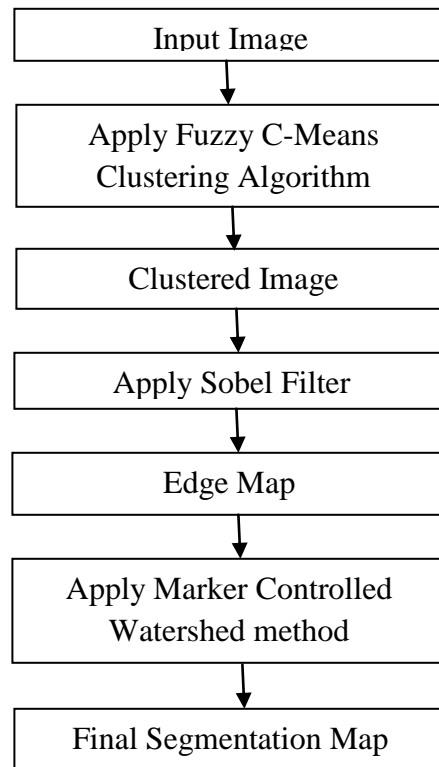 Input Image
Apply Fuzzy C-Means
Clustering Algorithm
Clustered Image
Apply Sobel Filter
Edge Map
Apply Marker Controlled
Watershed method
Final Segmentation Map